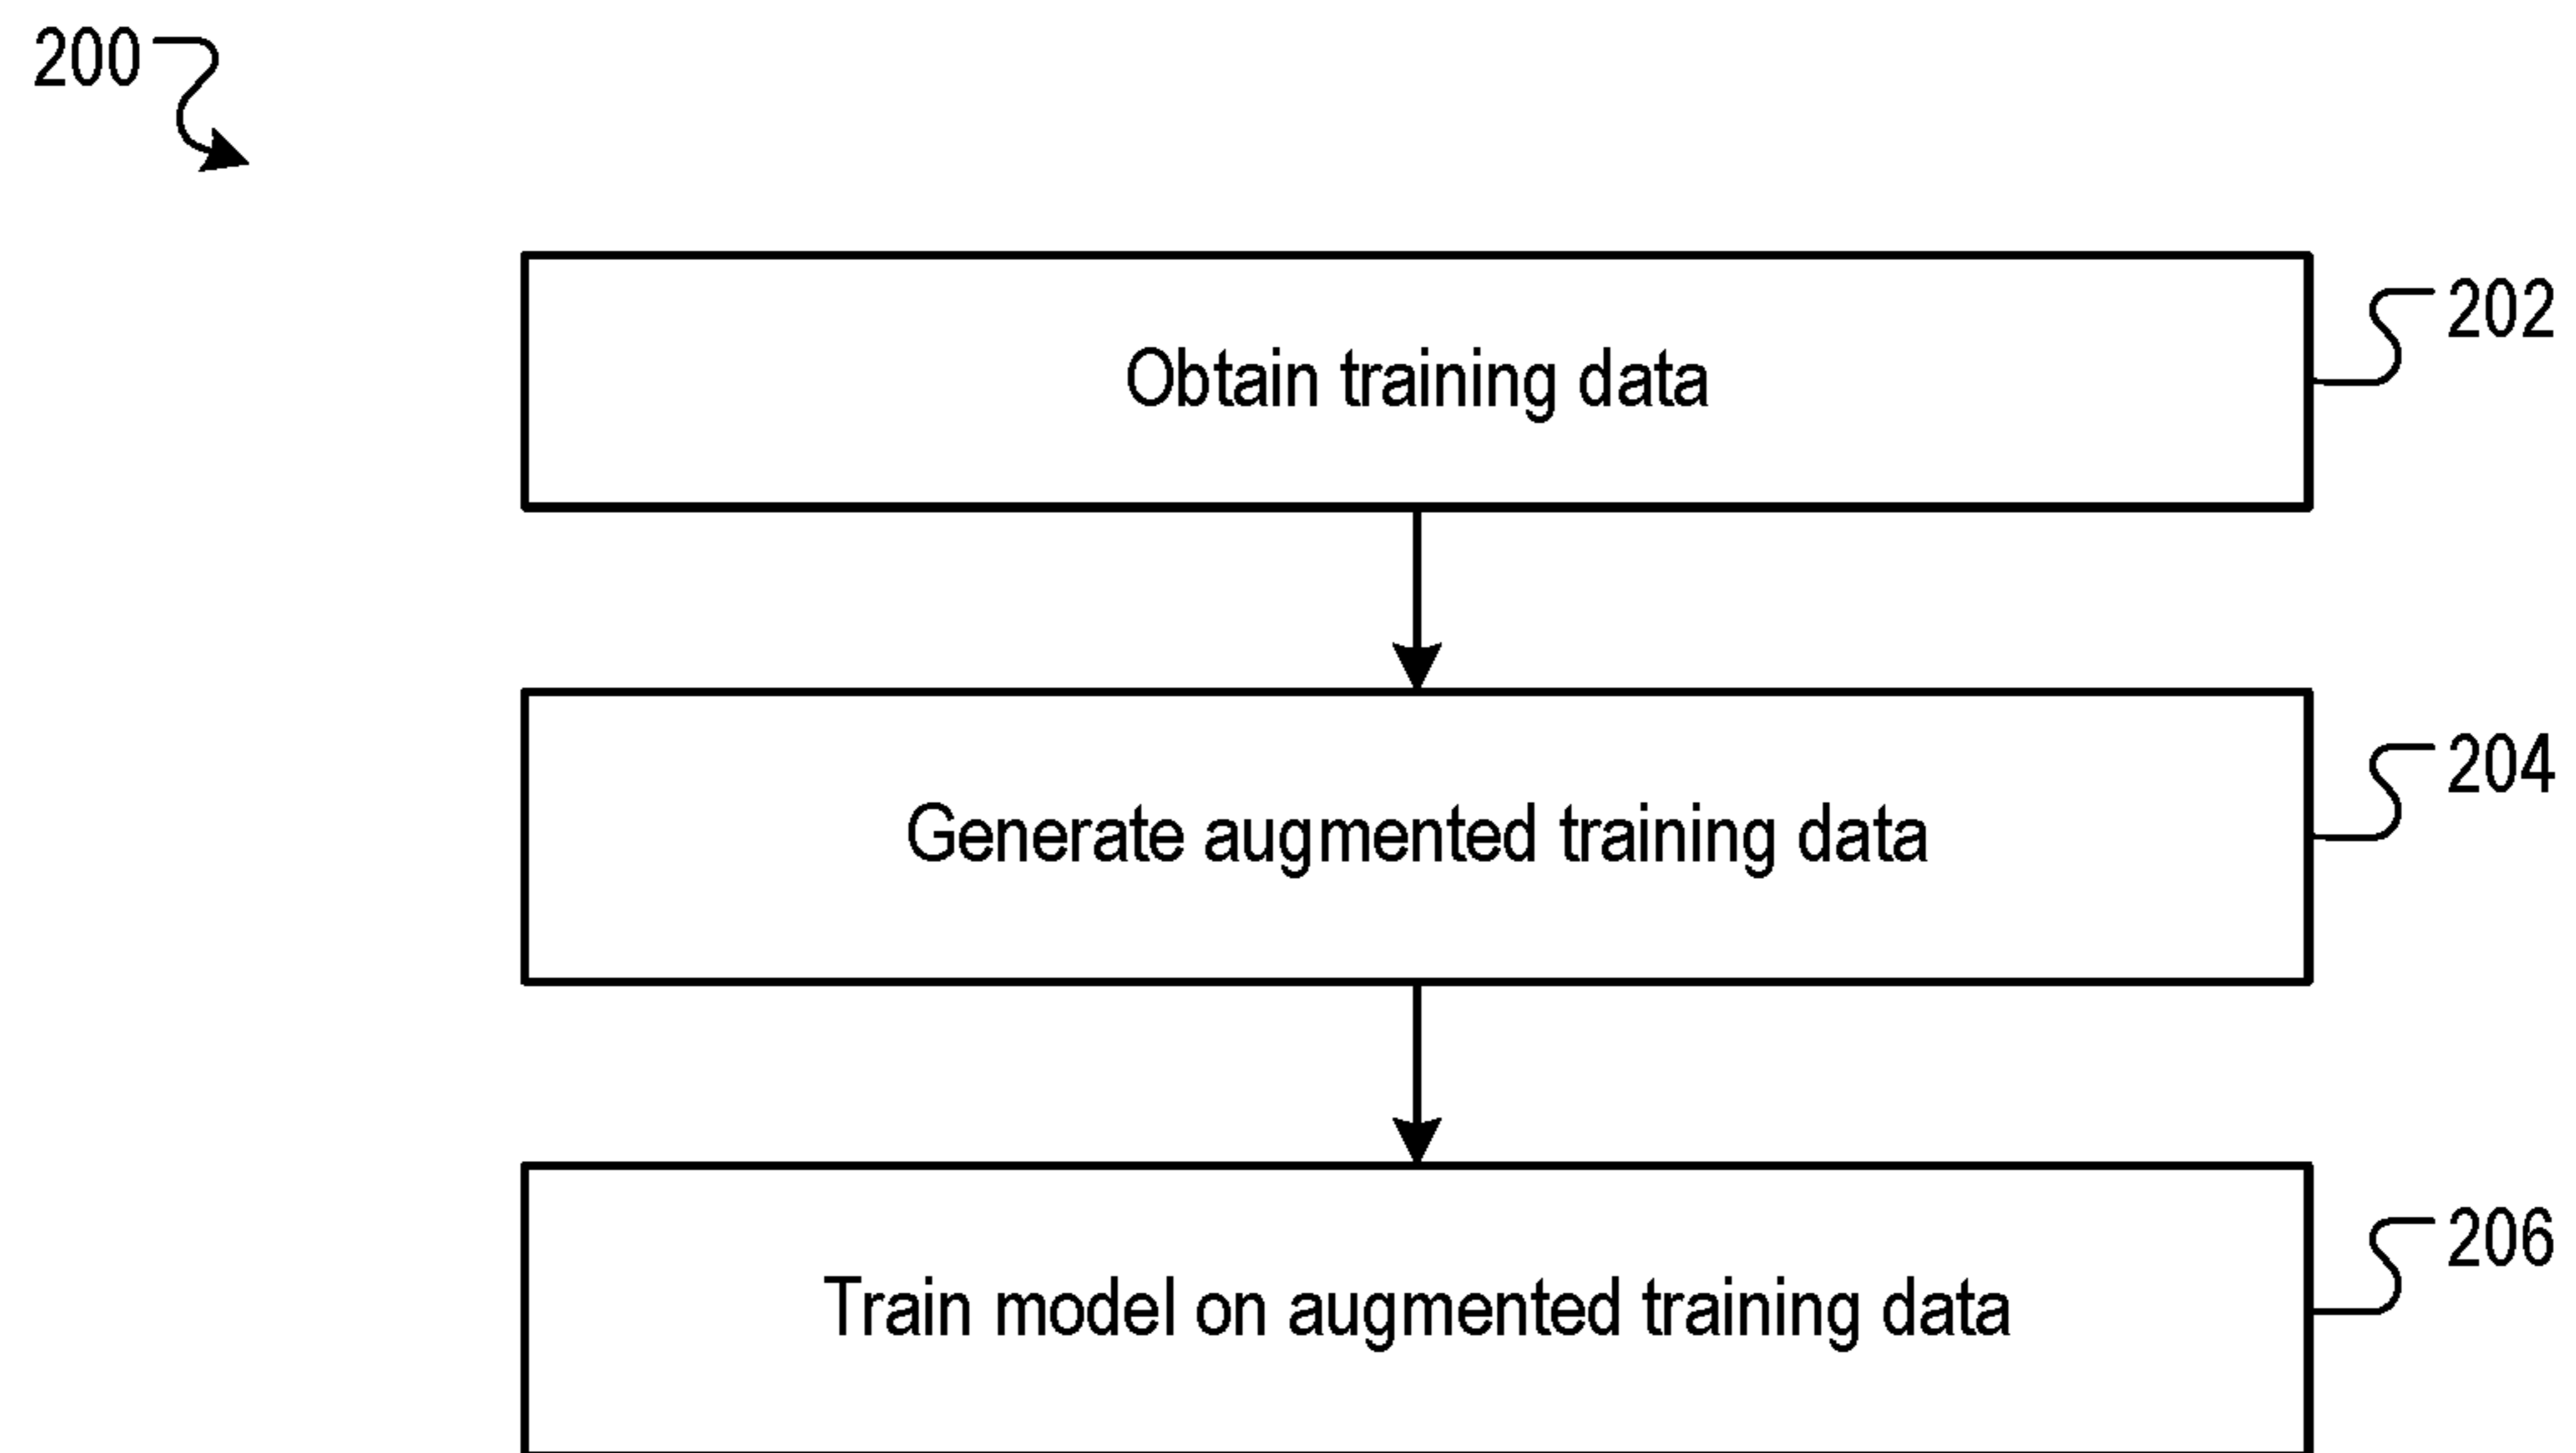 200
Obtain training data
202
Generate augmented training data
204
Train model on augmented training data
206